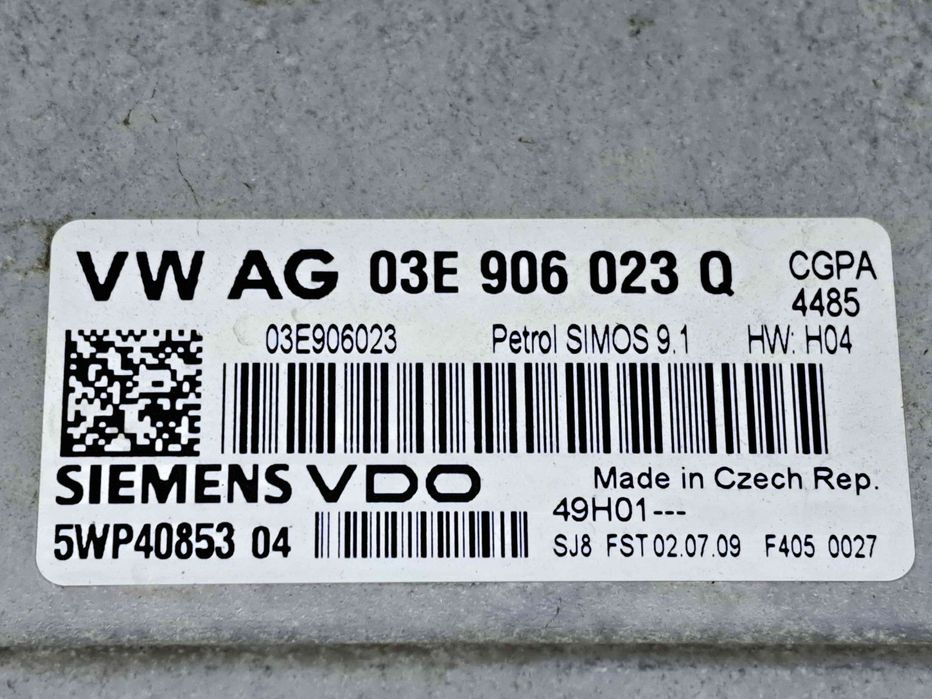 VW AG 03E 906 023 Q CGPA
4485
03E906023 Petrol SIMOS 9.1 HW: H04
SIEMENS VDO Made in Czech Rep.
49H01---
5WP40853 04 SJ8 FST 02.07.09 F405 0027